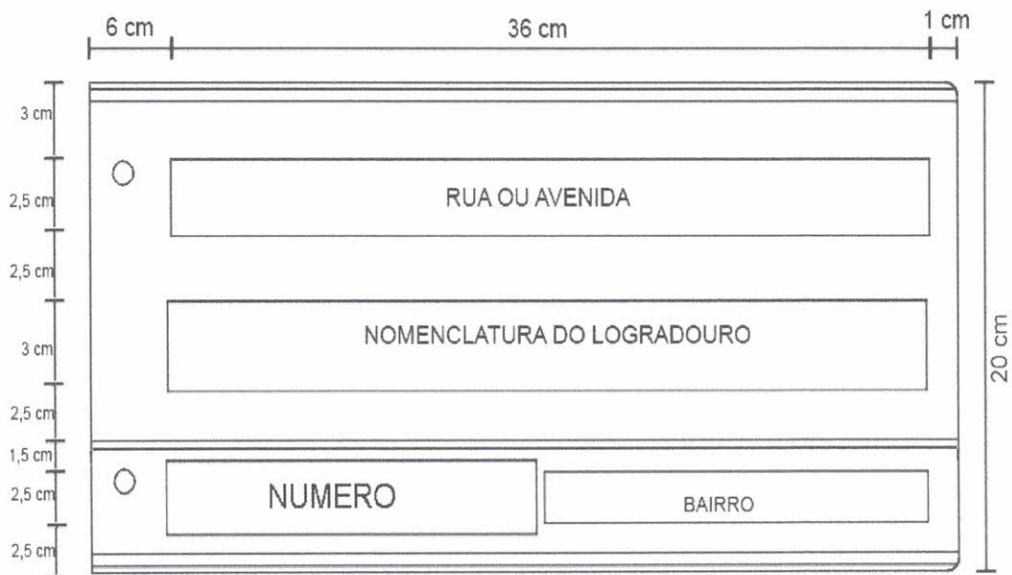 6 cm 36 cm 1 cm
3 cm
2,5 cm
RUA OU AVENIDA
2,5 cm
3 cm
NOMENCLATURA DO LOGRADOURO
20 cm
2,5 cm
1,5 cm
2,5 cm
NUMERO BAIRRO
2,5 cm